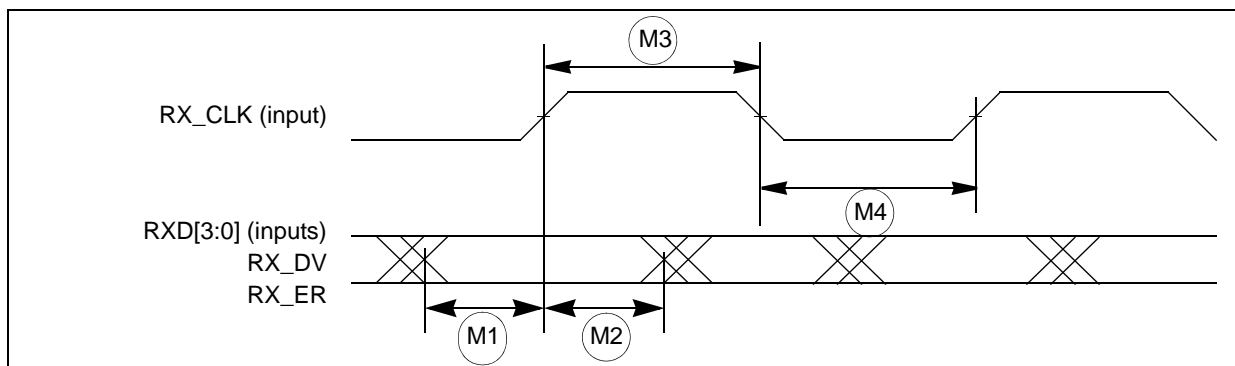 M3
RX_CLK (input)
M4
RXD[3:0] (inputs)
RX_DV
RX_ER
M1
M2